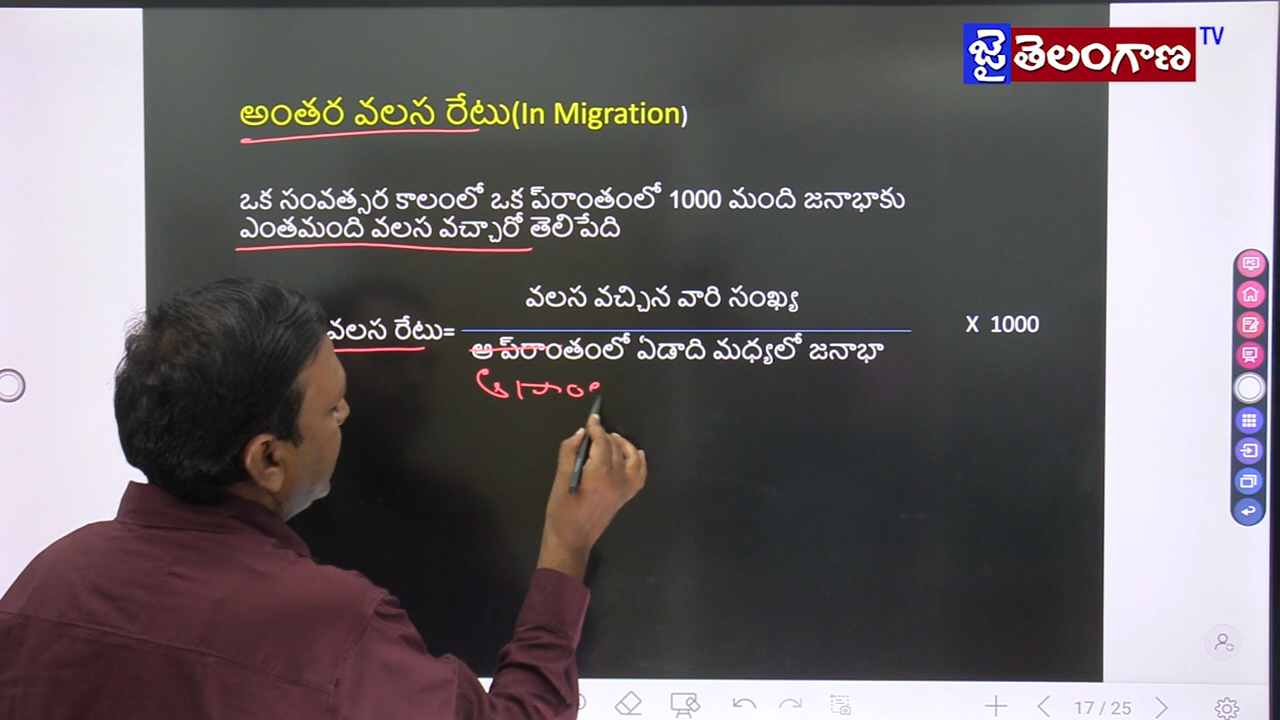 జై తెలంగాణ TV
అంతర వలస రేటు(In Migration)
ఒక సంవత్సర కాలంలో ఒక ప్రాంతంలో 1000 మంది జనాభాకు
ఎంతమంది వలస వచ్చారో తెలిపేది
వలస వచ్చిన వారి సంఖ్య
వలస రేటు=
X 1000
ఆ ప్రాంతంలో ఏడాది మధ్యలో జనాభా
17 / 25